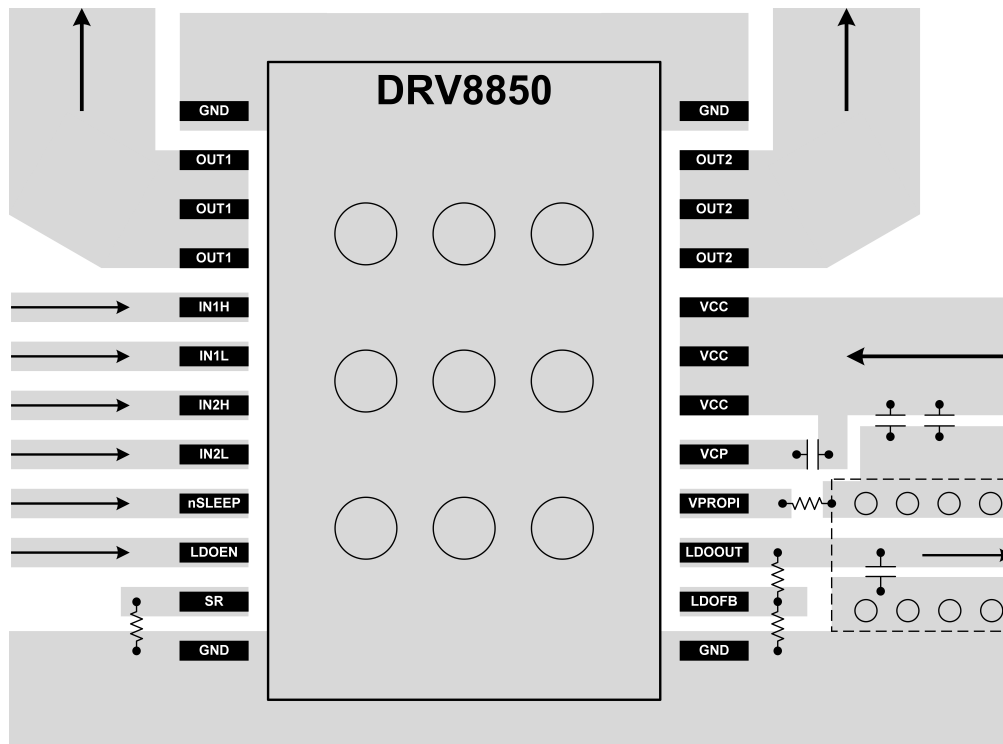 DRV8850
GND GND
OUT1 OUT2
OUT1 OUT2
OUT1 OUT2
IN1H VCC
IN1L VCC
IN2H VCC
IN2L VCP
nSLEEP VPROPI
LDOEN LDOOUT
SR LDOFB
GND GND